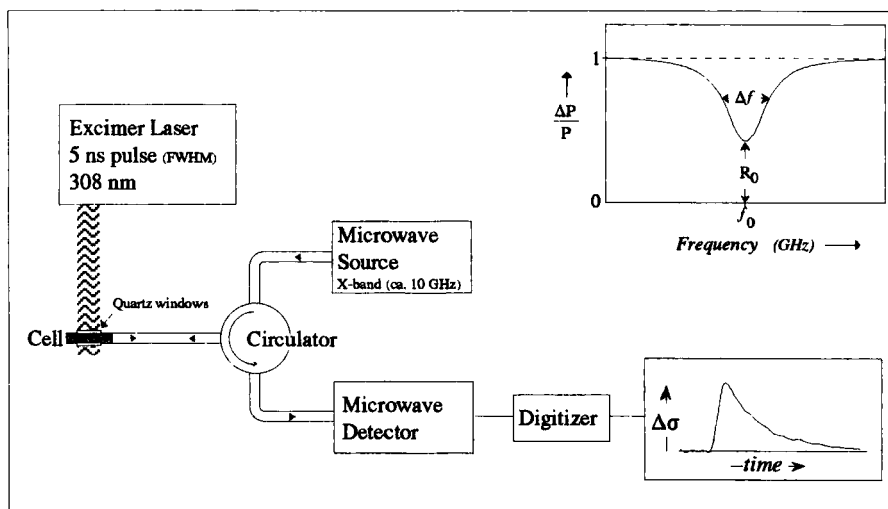 Excimer Laser
5 ns pulse (FWHM)
308 nm
Quartz windows
Cell
Circulator
Microwave
Source
X-band (ca. 10 GHz)
Microwave
Detector
Digitizer
Δσ
–time →
1
ΔP
P
0
Δf
R₀
f₀
Frequency (GHz) →